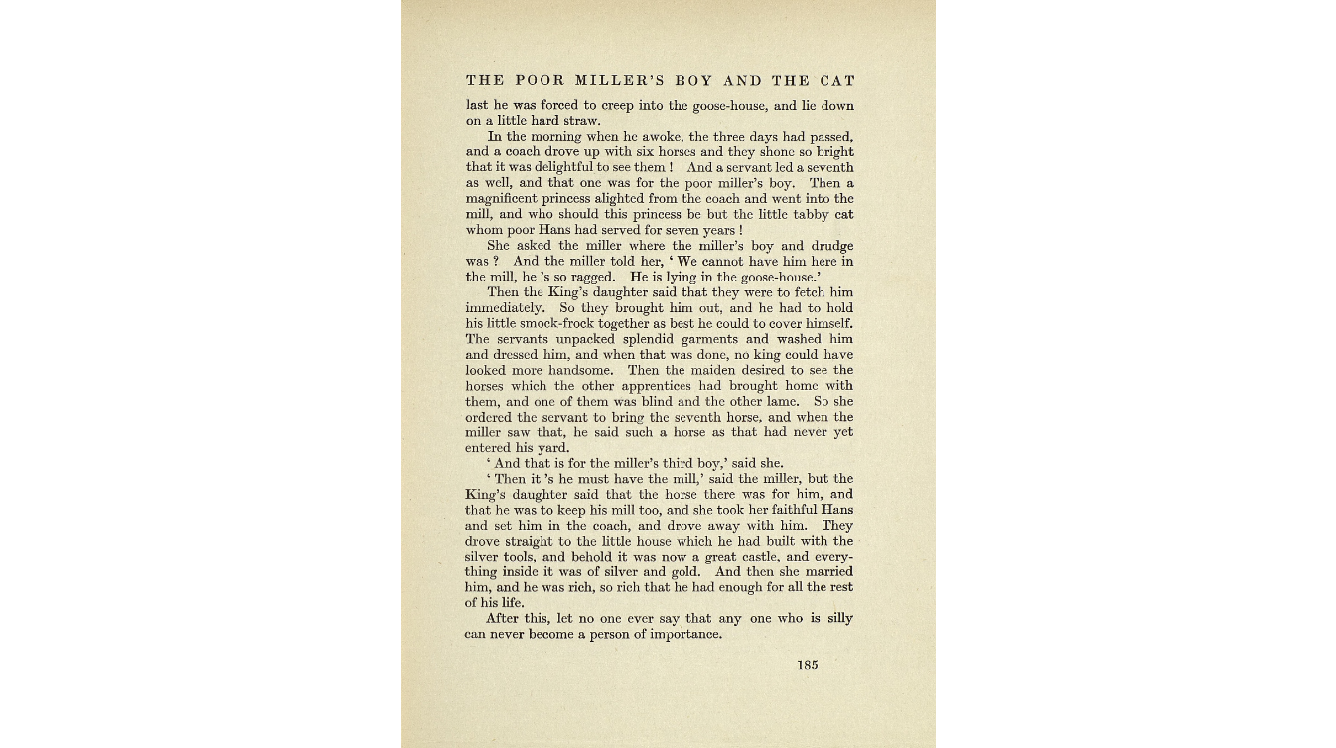 THE POOR MILLER'S BOY AND THE CAT
last he was forced to creep into the goose-house, and lie down
on a little hard straw.
In the morning when he awoke, the three days had passed,
and a coach drove up with six horses and they shone so bright
that it was delightful to see them ! And a servant led a seventh
as well, and that one was for the poor miller's boy. Then a
magnificent princess alighted from the coach and went into the
mill, and who should this princess be but the little tabby cat
whom poor Hans had served for seven years !
She asked the miller where the miller's boy and drudge
was ? And the miller told her, ‘ We cannot have him here in
the mill, he 's so ragged. He is lying in the goose-house.’
Then the King's daughter said that they were to fetch him
immediately. So they brought him out, and he had to hold
his little smock-frock together as best he could to cover himself.
The servants unpacked splendid garments and washed him
and dressed him, and when that was done, no king could have
looked more handsome. Then the maiden desired to see the
horses which the other apprentices had brought home with
them, and one of them was blind and the other lame. So she
ordered the servant to bring the seventh horse, and when the
miller saw that, he said such a horse as that had never yet
entered his yard.
‘ And that is for the miller's third boy,’ said she.
‘ Then it 's he must have the mill,’ said the miller, but the
King's daughter said that the horse there was for him, and
that he was to keep his mill too, and she took her faithful Hans
and set him in the coach, and drove away with him. They
drove straight to the little house which he had built with the
silver tools, and behold it was now a great castle, and every-
thing inside it was of silver and gold. And then she married
him, and he was rich, so rich that he had enough for all the rest
of his life.
After this, let no one ever say that any one who is silly
can never become a person of importance.
185